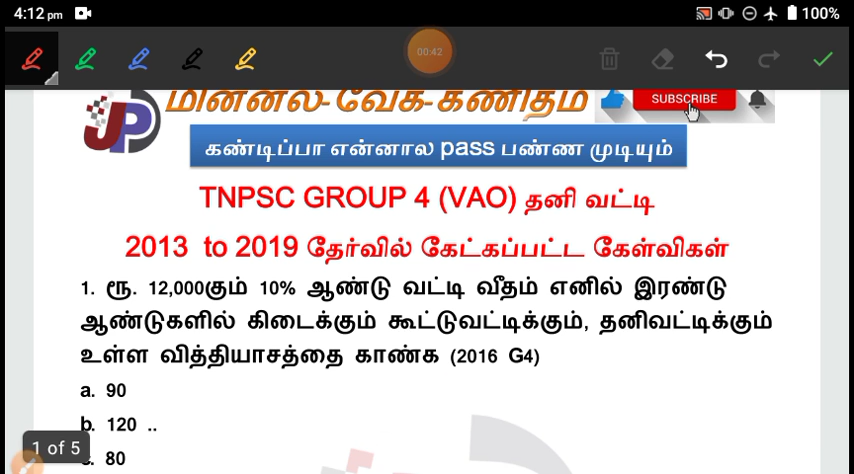 4:12 pm
100%
00:42
JP
மின்னல்-வேக-கணிதம்
SUBSCRIBE
கண்டிப்பா என்னால pass பண்ண முடியும்
TNPSC GROUP 4 (VAO) தனி வட்டி
2013 to 2019 தேர்வில் கேட்கப்பட்ட கேள்விகள்
1. ரூ. 12,000கும் 10% ஆண்டு வட்டி வீதம் எனில் இரண்டு
ஆண்டுகளில் கிடைக்கும் கூட்டுவட்டிக்கும், தனிவட்டிக்கும்
உள்ள வித்தியாசத்தை காண்க (2016 G4)
a. 90
b. 120 ..
1 of 5
80